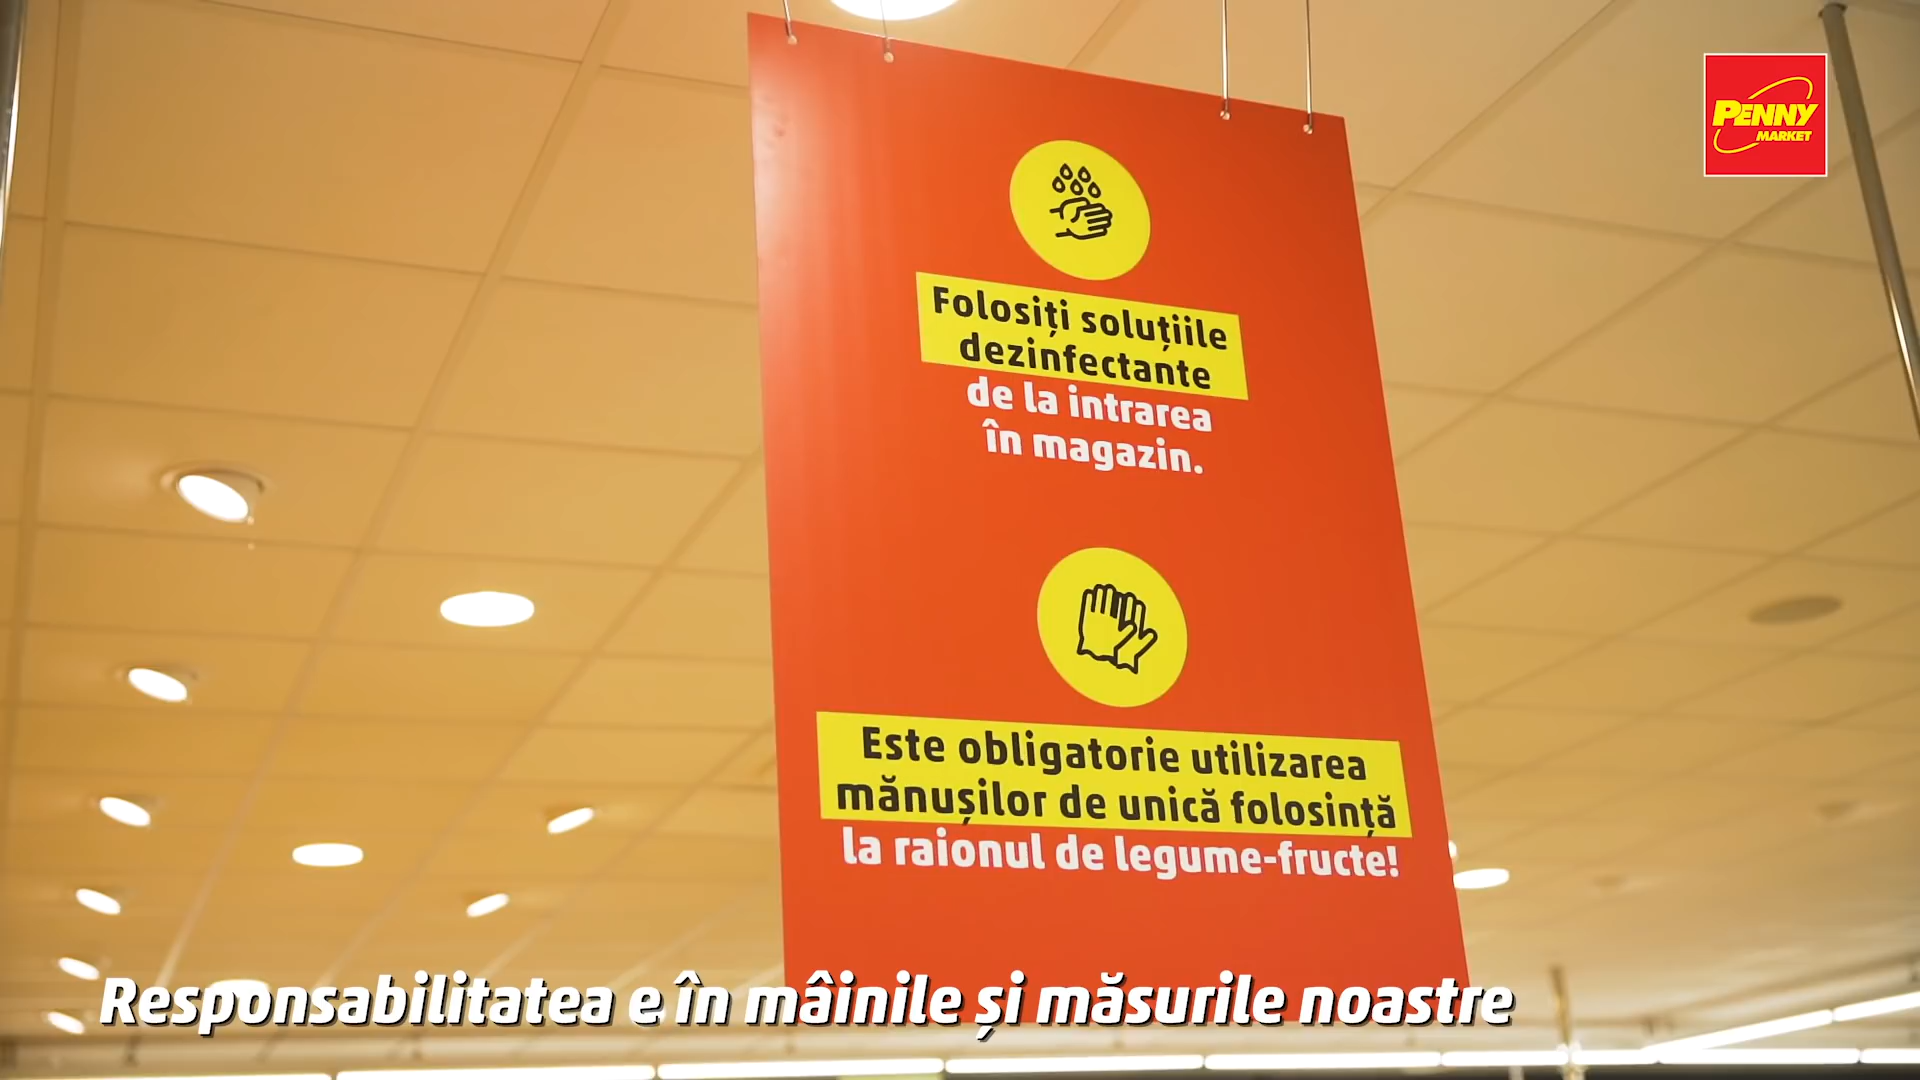 PENNY
MARKET
Folosiți soluțiile
dezinfectante
de la intrarea
în magazin.
Este obligatorie utilizarea
mănușilor de unică folosință
la raionul de legume-fructe!
Responsabilitatea e în mâinile și măsurile noastre